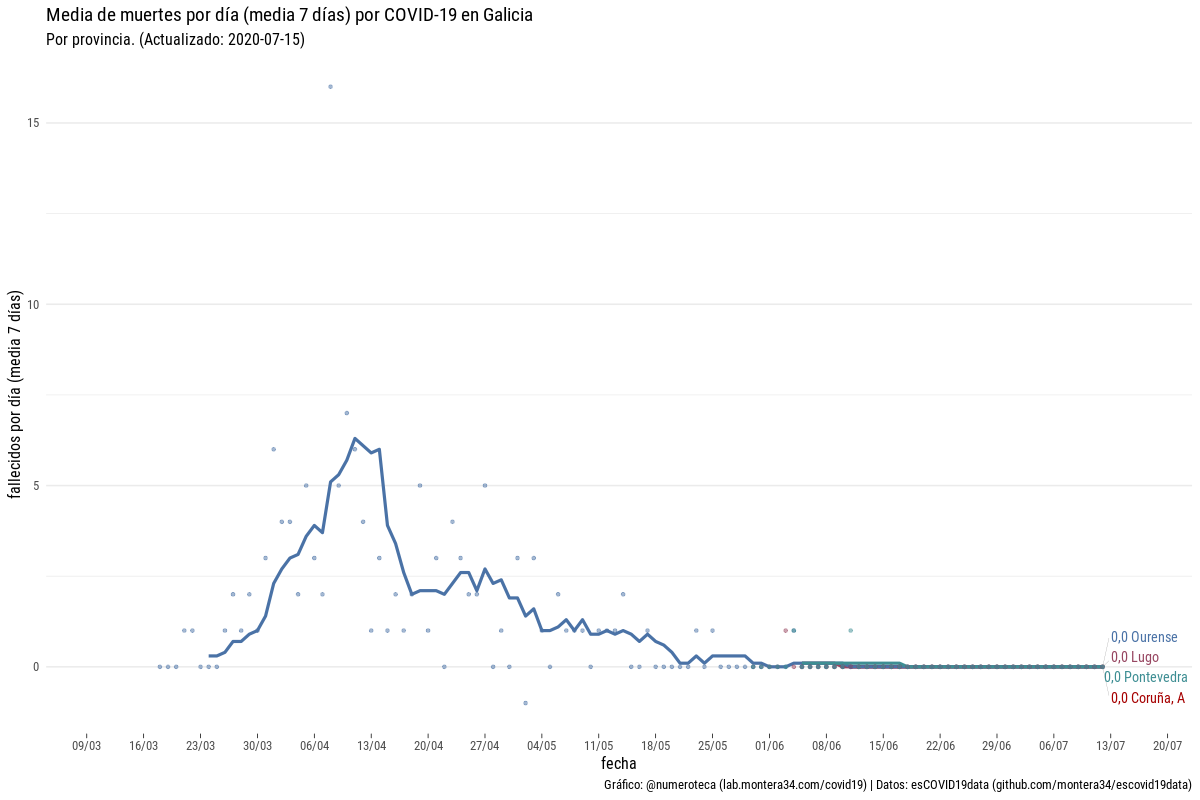 Media de muertes por día (media 7 días) por COVID-19 en Galicia
Por provincia. (Actualizado: 2020-07-15)
fallecidos por día (media 7 días)
15
10
5
0
0,0 Ourense
0,0 Lugo
0,0 Pontevedra
0,0 Coruña, A
09/03 16/03 23/03 30/03 06/04 13/04 20/04 27/04 04/05 11/05 18/05 25/05 01/06 08/06 15/06 22/06 29/06 06/07 13/07 20/07
fecha
Gráfico: @numeroteca (lab.montera34.com/covid19) | Datos: esCOVID19data (github.com/montera34/escovid19data)